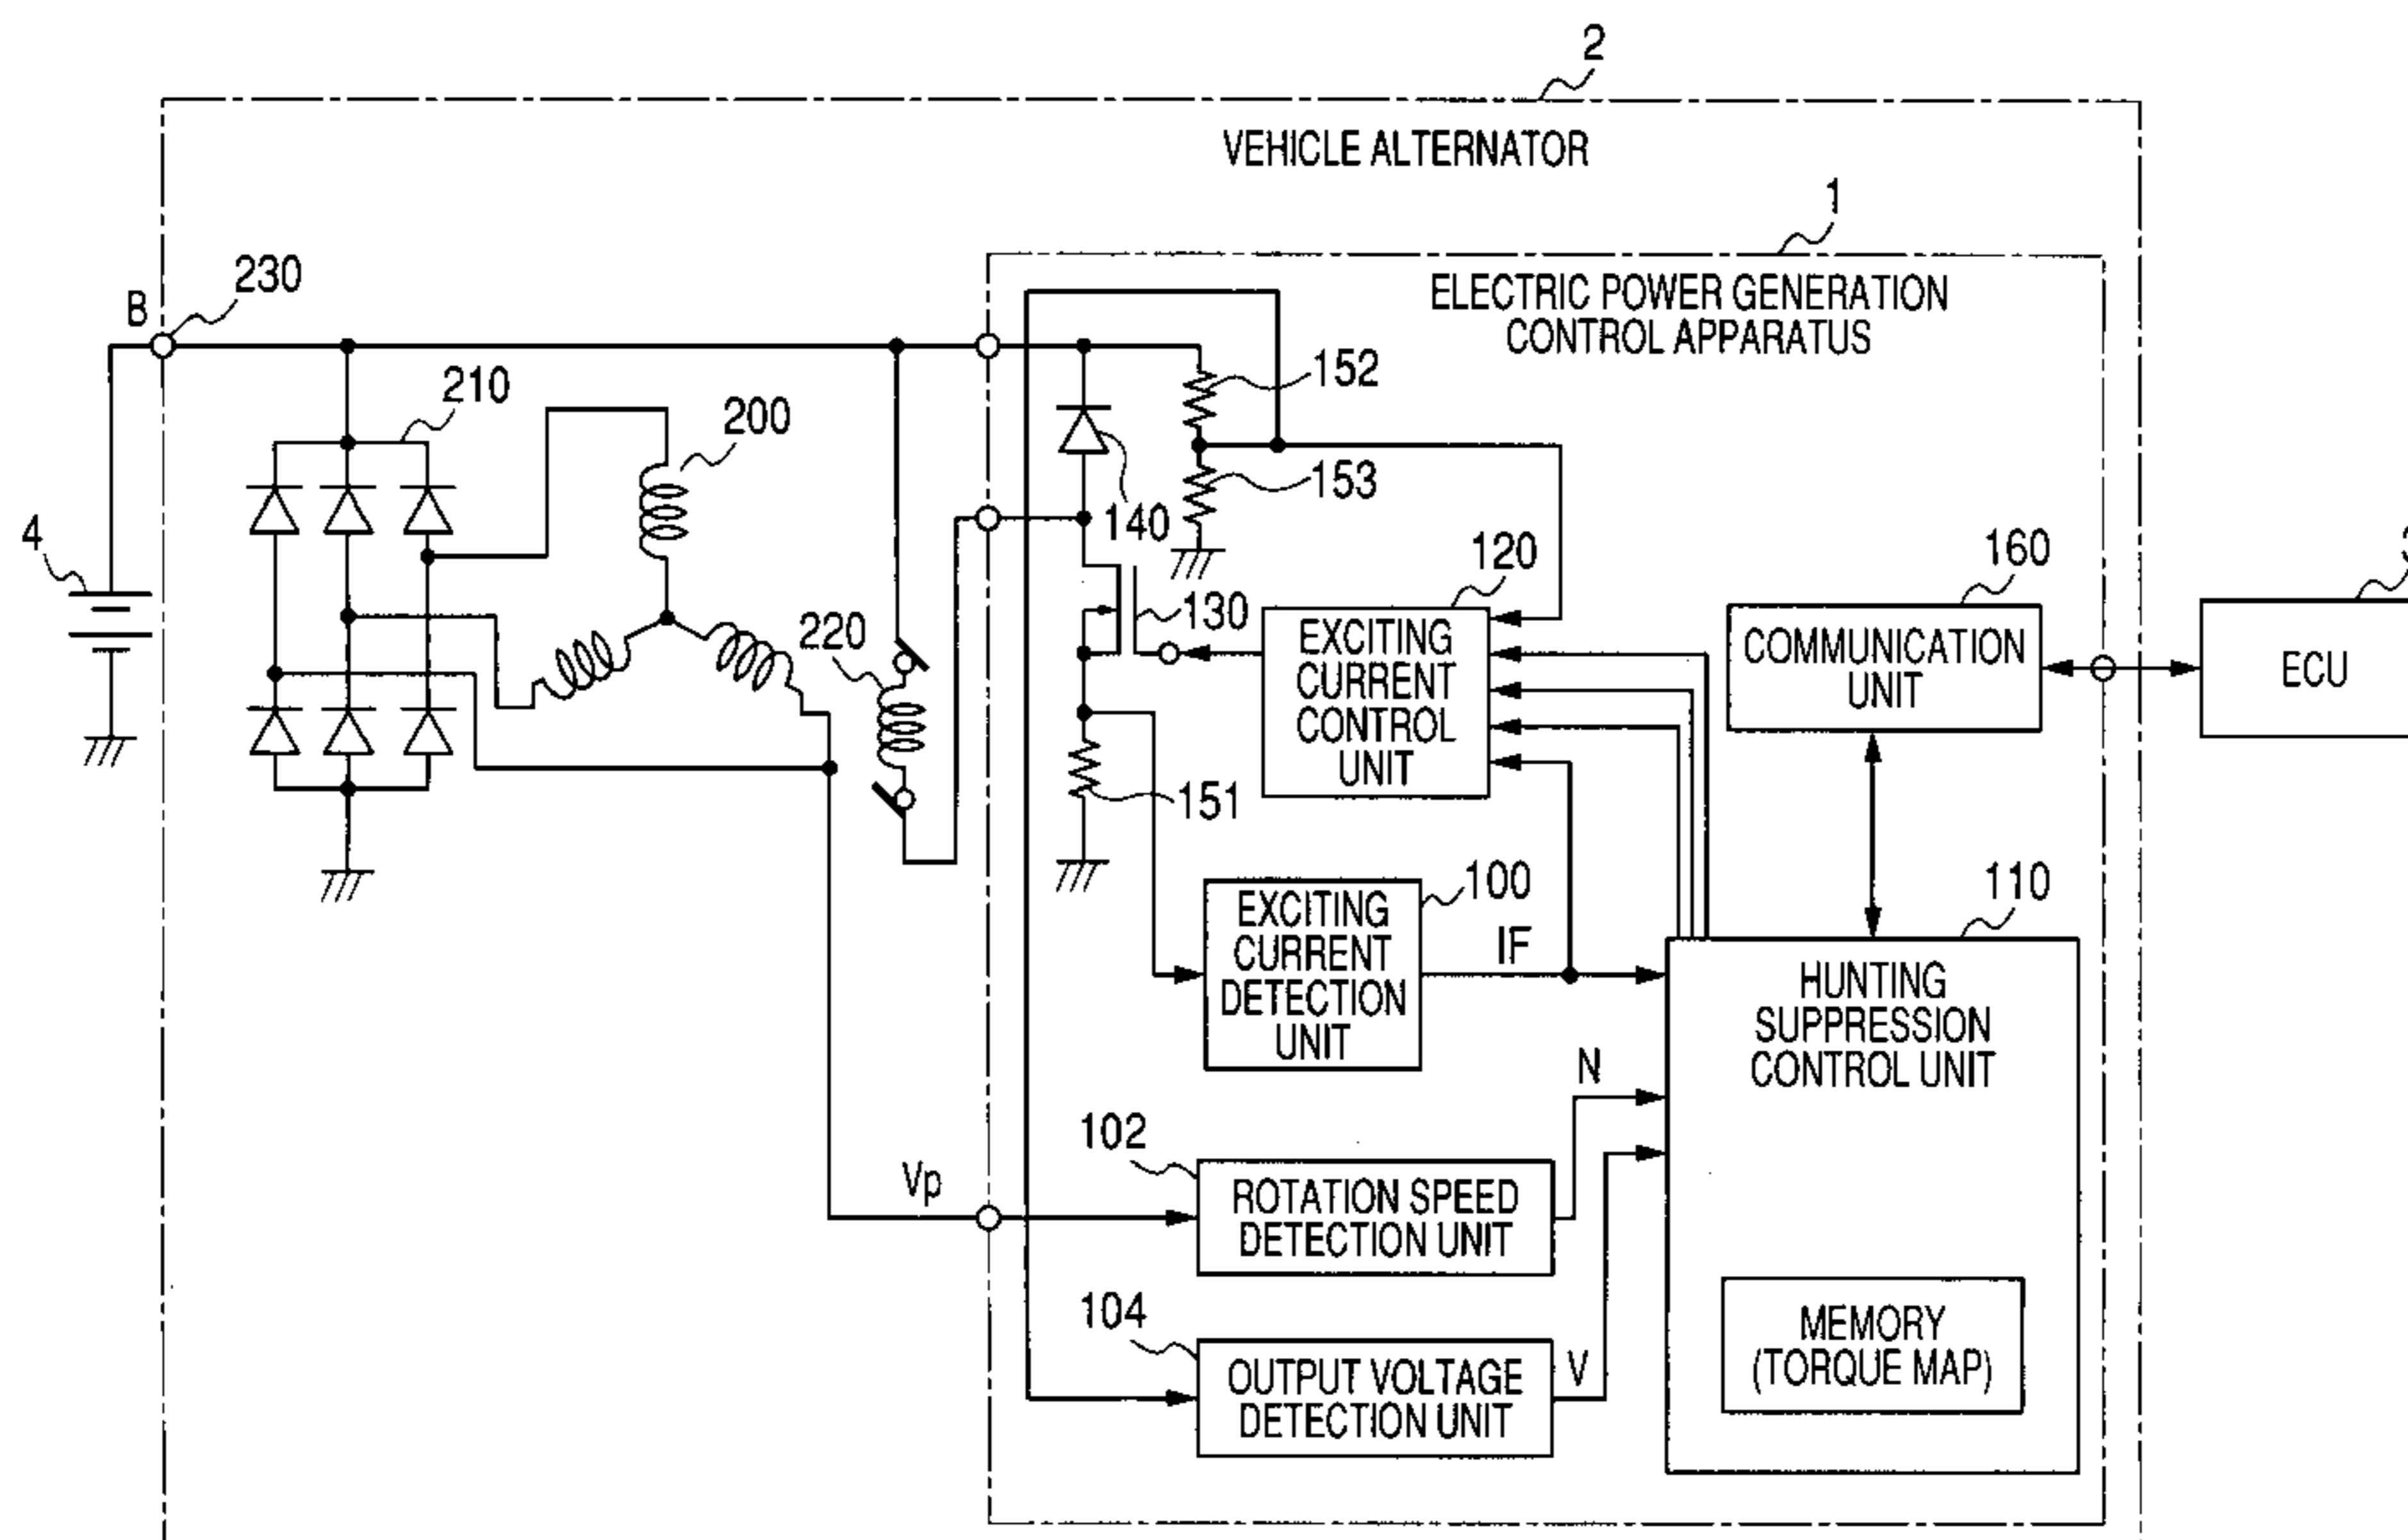 2
VEHICLE ALTERNATOR
1
B
230
ELECTRIC POWER GENERATION
CONTROL APPARATUS
152
210
200
153
140
4
120
160
130
220
EXCITING
CURRENT
CONTROL
UNIT
COMMUNICATION
UNIT
ECU
151
100
110
EXCITING
CURRENT
DETECTION
UNIT
IF
HUNTING
SUPPRESSION
CONTROL UNIT
N
102
Vp
ROTATION SPEED
DETECTION UNIT
104
MEMORY
(TORQUE MAP)
OUTPUT VOLTAGE
DETECTION UNIT
V